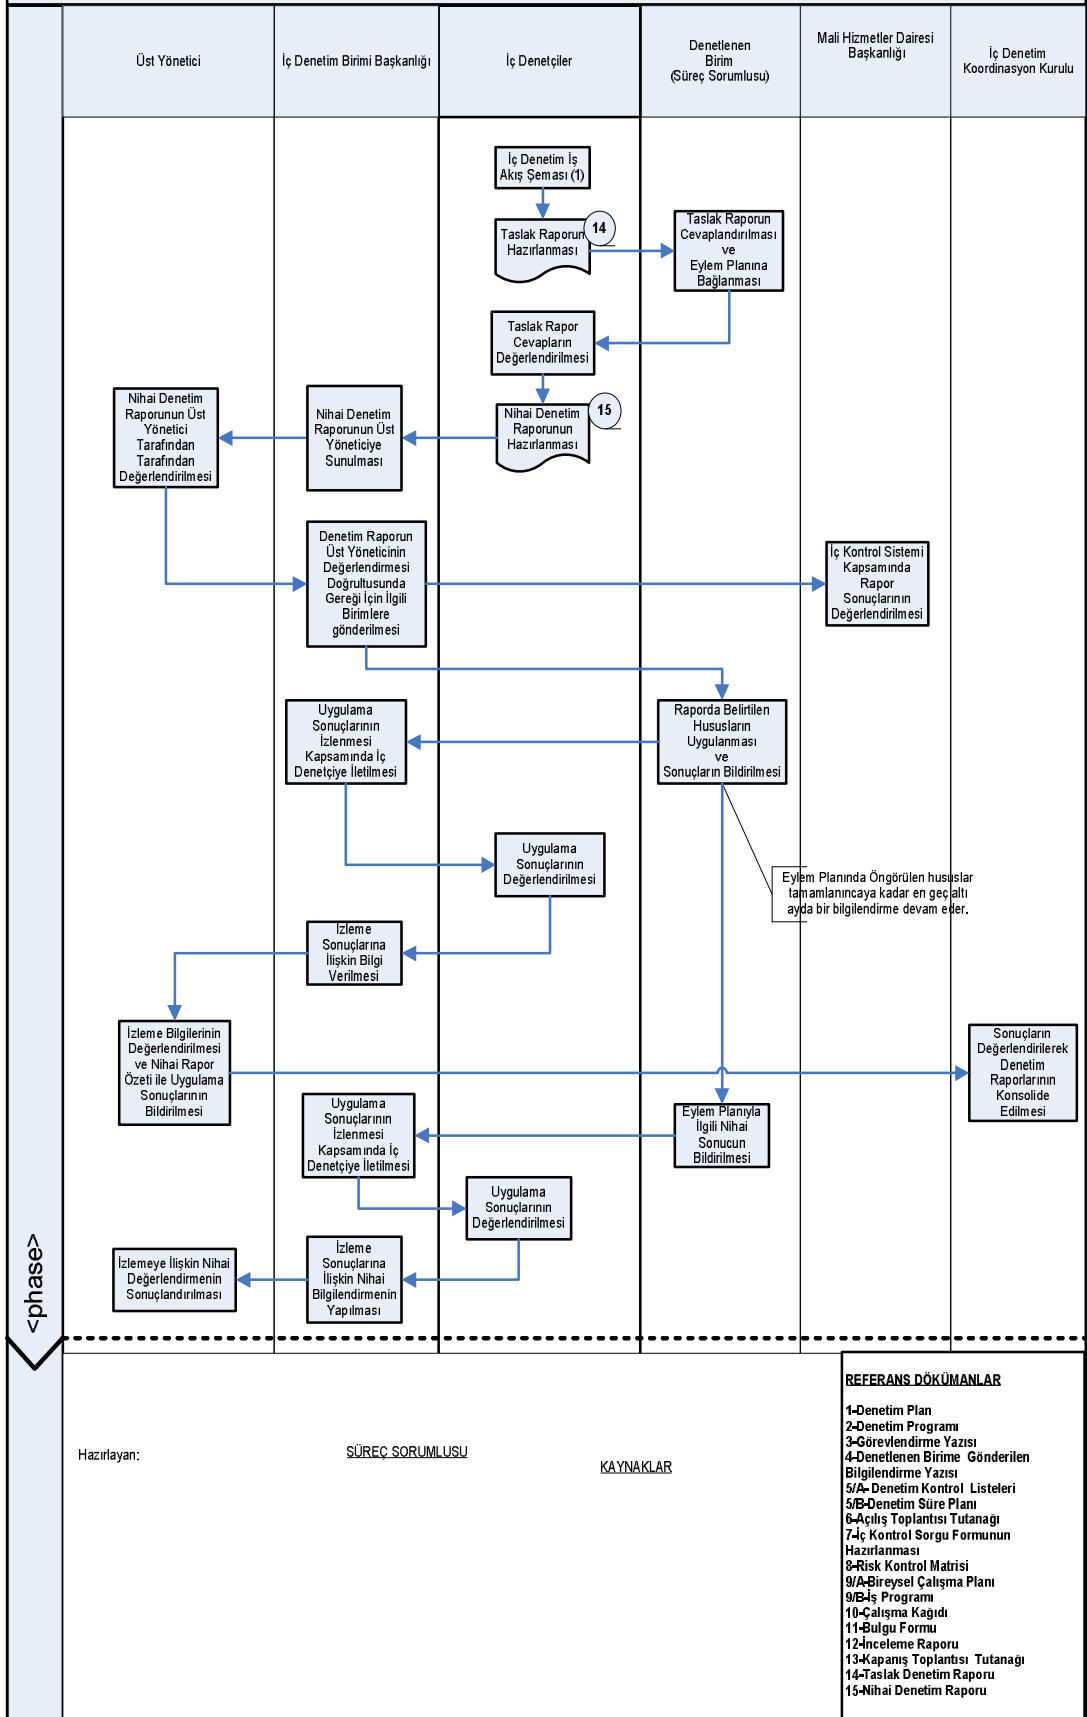 Üst Yönetici
İç Denetim Birimi Başkanlığı
İç Denetçiler
Denetlenen
Birim
(Süreç Sorumlusu)
Mali Hizmetler Dairesi
Başkanlığı
İç Denetim
Koordinasyon Kurulu
İç Denetim İş
Akış Şeması (1)
Taslak Raporun
Hazırlanması
14
Taslak Raporun
Cevaplandırılması
ve
Eylem Planına
Bağlanması
Taslak Rapor
Cevapların
Değerlendirilmesi
Nihai Denetim
Raporunun
Hazırlanması
15
Nihai Denetim
Raporunun Üst
Yöneticiye
Sunulması
Nihai Denetim
Raporunun Üst
Yönetici
Tarafından
Tarafından
Değerlendirilmesi
Denetim Raporun
Üst Yöneticinin
Değerlendirmesi
Doğrultusunda
Gereği İçin İlgili
Birimlere
gönderilmesi
İç Kontrol Sistemi
Kapsamında
Rapor
Sonuçlarının
Değerlendirilmesi
Raporda Belirtilen
Hususların
Uygulanması
ve
Sonuçların Bildirilmesi
Uygulama
Sonuçlarının
İzlenmesi
Kapsamında İç
Denetçiye İletilmesi
Uygulama
Sonuçlarının
Değerlendirilmesi
Eylem Planında Öngörülen hususlar
tamamlanıncaya kadar en geç altı
ayda bir bilgilendirme devam eder.
İzleme
Sonuçlarına
İlişkin Bilgi
Verilmesi
İzleme Bilgilerinin
Değerlendirilmesi
ve Nihai Rapor
Özeti ile Uygulama
Sonuçlarının
Bildirilmesi
Sonuçların
Değerlendirilerek
Denetim
Raporlarının
Konsolide
Edilmesi
Eylem Planıyla
İlgili Nihai
Sonucun
Bildirilmesi
Uygulama
Sonuçlarının
İzlenmesi
Kapsamında İç
Denetçiye İletilmesi
Uygulama
Sonuçlarının
Değerlendirilmesi
İzleme
Sonuçlarına
İlişkin Nihai
Bilgilendirmenin
Yapılması
İzlemeye İlişkin Nihai
Değerlendirmenin
Sonuçlandırılması
<phase>
Hazırlayan:
SÜREÇ SORUMLUSU
KAYNAKLAR
REFERANS DÖKÜMANLAR
1-Denetim Plan
2-Denetim Programı
3-Görevlendirme Yazısı
4-Denetlenen Birime Gönderilen
Bilgilendirme Yazısı
5/A- Denetim Kontrol Listeleri
5/B-Denetim Süre Planı
6-Açılış Toplantısı Tutanağı
7-İç Kontrol Sorgu Formunun
Hazırlanması
8-Risk Kontrol Matrisi
9/A-Bireysel Çalışma Planı
9/B-İş Programı
10-Çalışma Kağıdı
11-Bulgu Formu
12-İnceleme Raporu
13-Kapanış Toplantısı Tutanağı
14-Taslak Denetim Raporu
15-Nihai Denetim Raporu